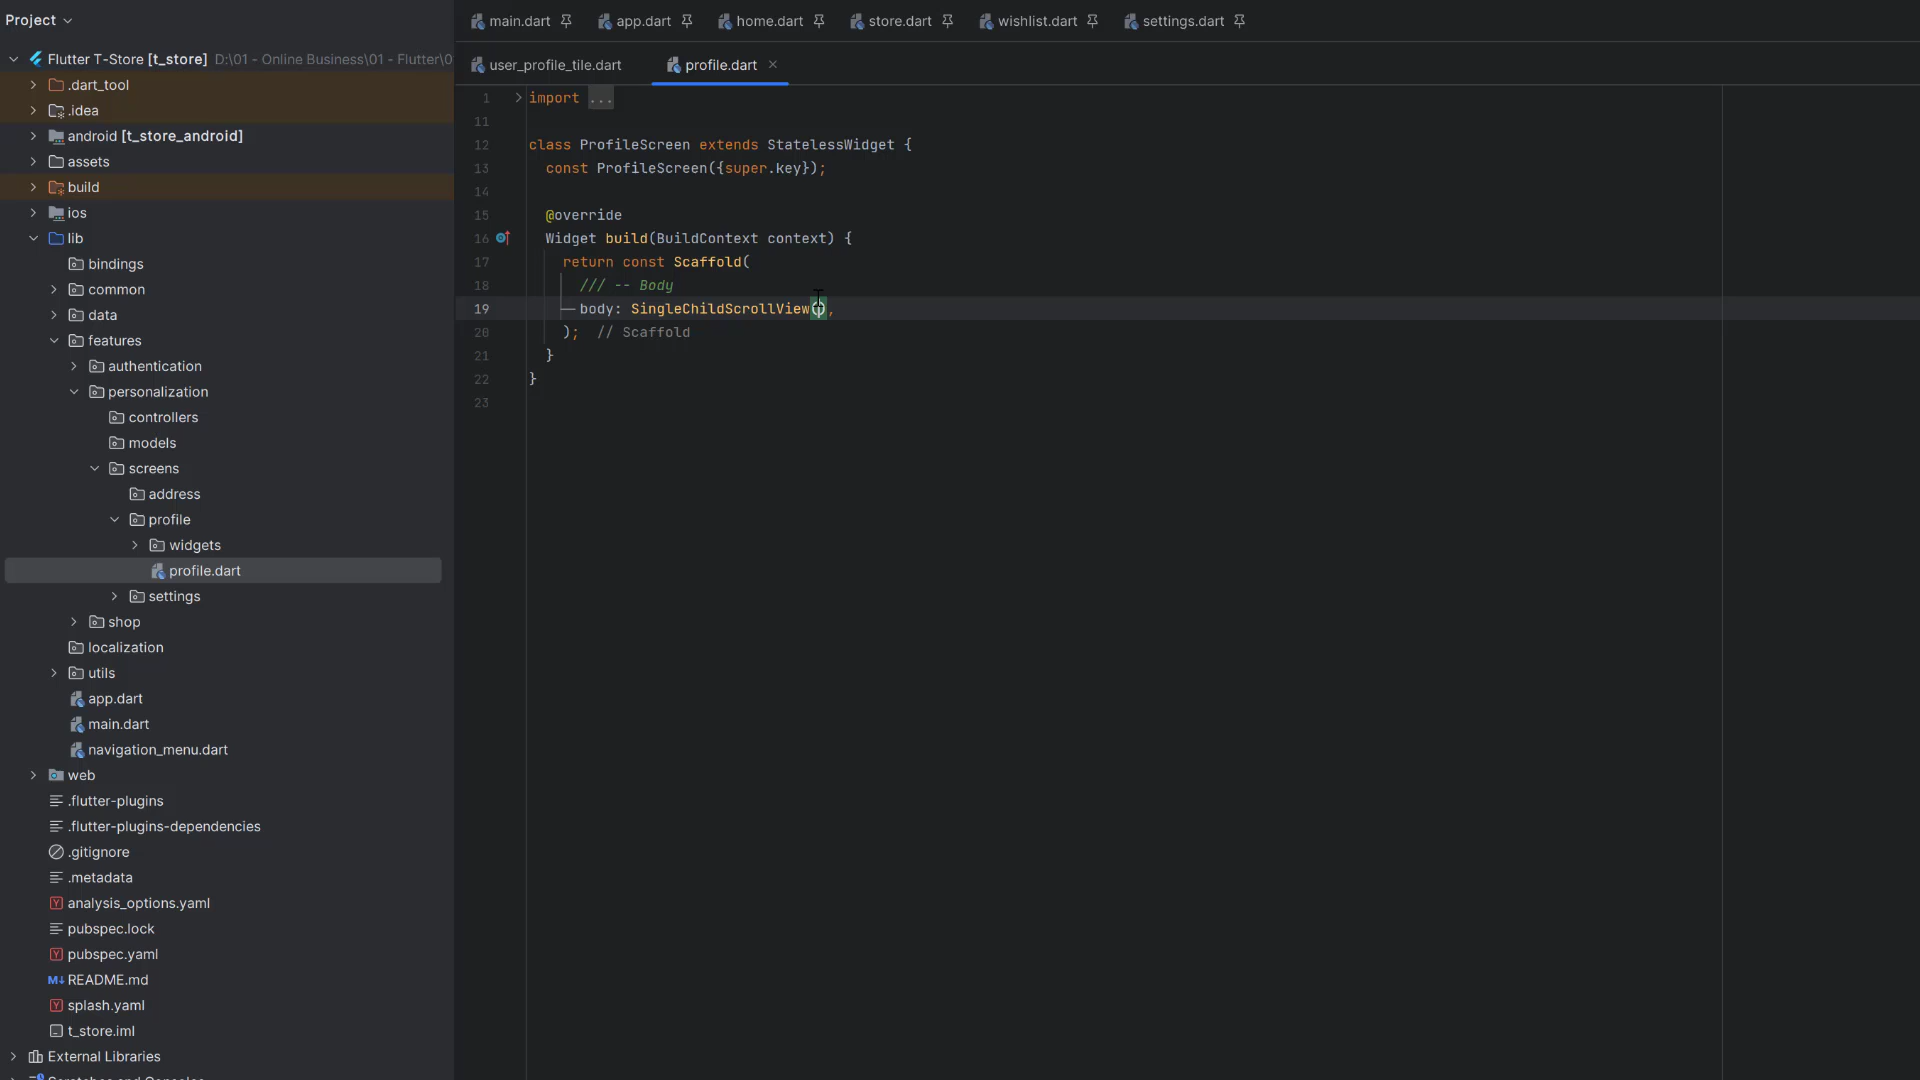 Project
main.dart
app.dart
home.dart
store.dart
wishlist.dart
settings.dart
user_profile_tile.dart
profile.dart
Flutter T-Store [t_store] D:\01 - Online Business\01 - Flutter\0
.dart_tool
.idea
android [t_store_android]
assets
build
ios
lib
bindings
common
data
features
authentication
personalization
controllers
models
screens
address
profile
widgets
profile.dart
settings
shop
localization
utils
app.dart
main.dart
navigation_menu.dart
web
.flutter-plugins
.flutter-plugins-dependencies
.gitignore
.metadata
analysis_options.yaml
pubspec.lock
pubspec.yaml
README.md
splash.yaml
t_store.iml
External Libraries
1 import ...
11
12 class ProfileScreen extends StatelessWidget {
13 const ProfileScreen({super.key});
14
15 @override
16 Widget build(BuildContext context) {
17 return const Scaffold(
18 /// -- Body
19 body: SingleChildScrollView(),
20 ); // Scaffold
21 }
22 }
23